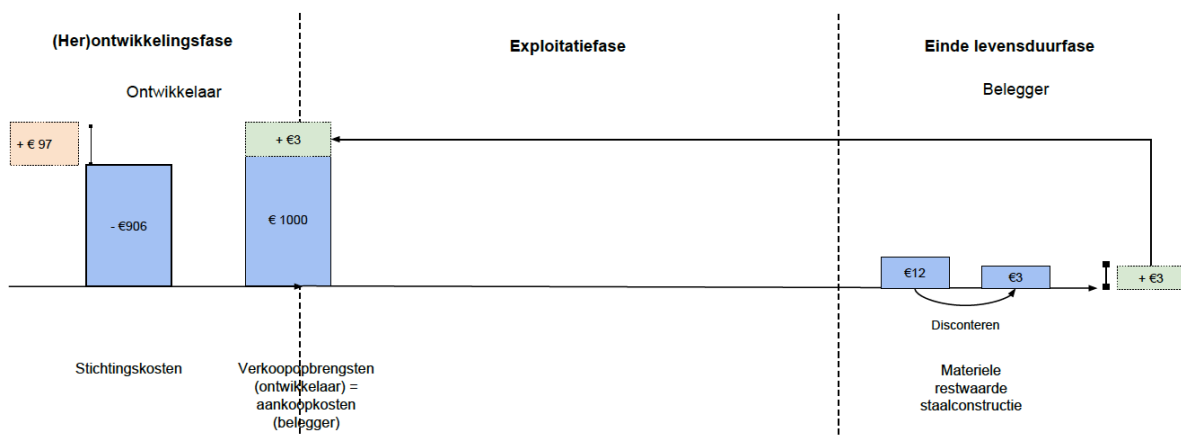 (Her)ontwikkelingsfase
Exploitatiefase
Einde levensduurfase
Ontwikkelaar
Belegger
+ € 97
+ €3
- €906
€ 1000
€12
€3
+ €3
Disconteren
Stichtingskosten
Verkoopopbrengsten
(ontwikkelaar) =
aankoopkosten
(belegger)
Materiele
restwaarde
staalconstructie